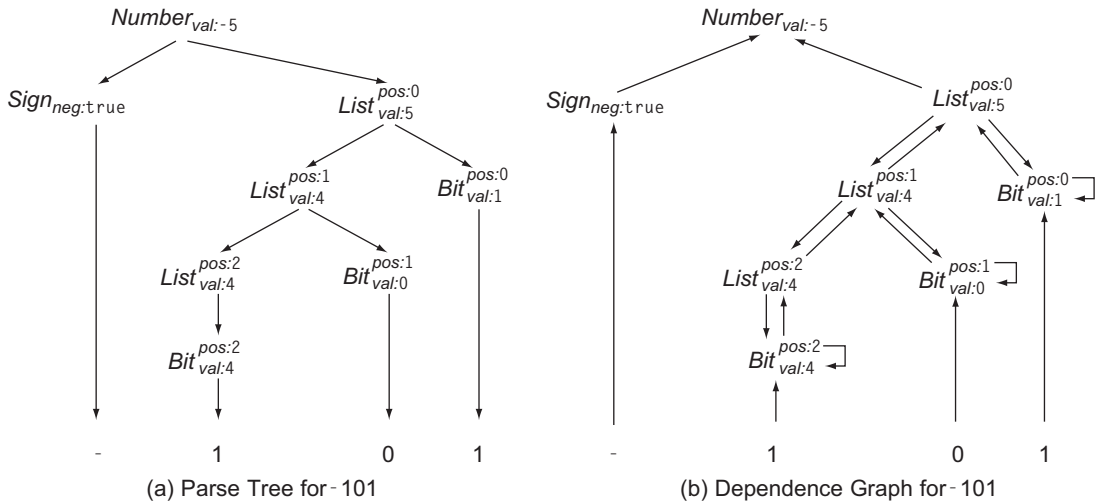 Number val:-5 Number val:-5
Sign neg:true List pos:0 val:5 Sign neg:true List pos:0 val:5
List pos:1 val:4 Bit pos:0 val:1 List pos:1 val:4 Bit pos:0 val:1
List pos:2 val:4 Bit pos:1 val:0 List pos:2 val:4 Bit pos:1 val:0
Bit pos:2 val:4 Bit pos:2 val:4
- 1 0 1 - 1 0 1
(a) Parse Tree for -101 (b) Dependence Graph for -101